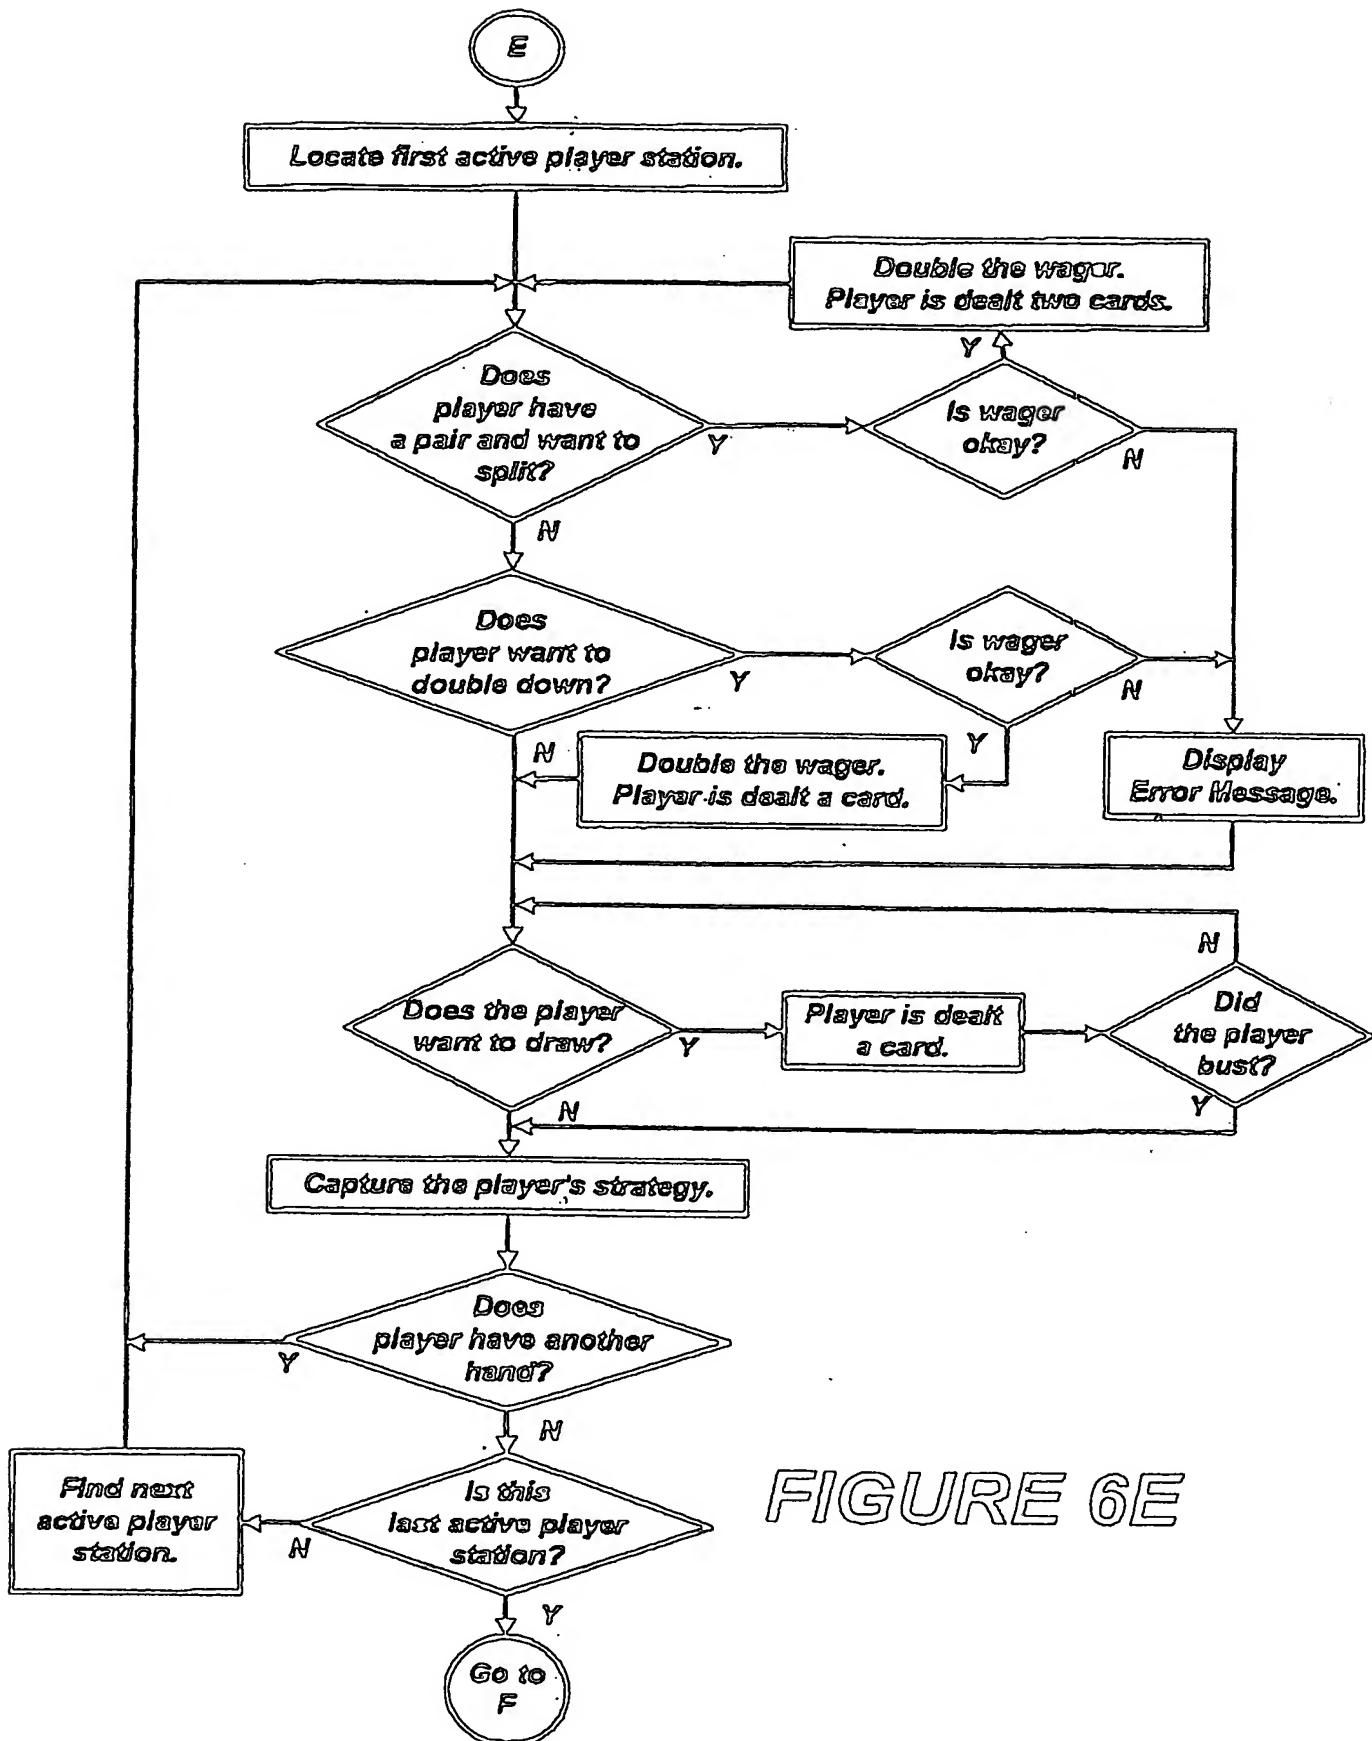 E
Locate first active player station.
Double the wager.
Player is dealt two cards.
Y
Does
player have
a pair and want to
split?
Y
Is wager
okay?
N
N
Does
player want to
double down?
Y
Is wager
okay?
N
Y
N
Double the wager.
Player is dealt a card.
Display
Error Message.
N
Does the player
want to draw?
Y
Player is dealt
a card.
Did
the player
bust?
Y
N
Capture the player's strategy.
Does
player have another
hand?
Y
N
Find next
active player
station.
N
Is this
last active player
station?
Y
Go to
F
FIGURE 6E